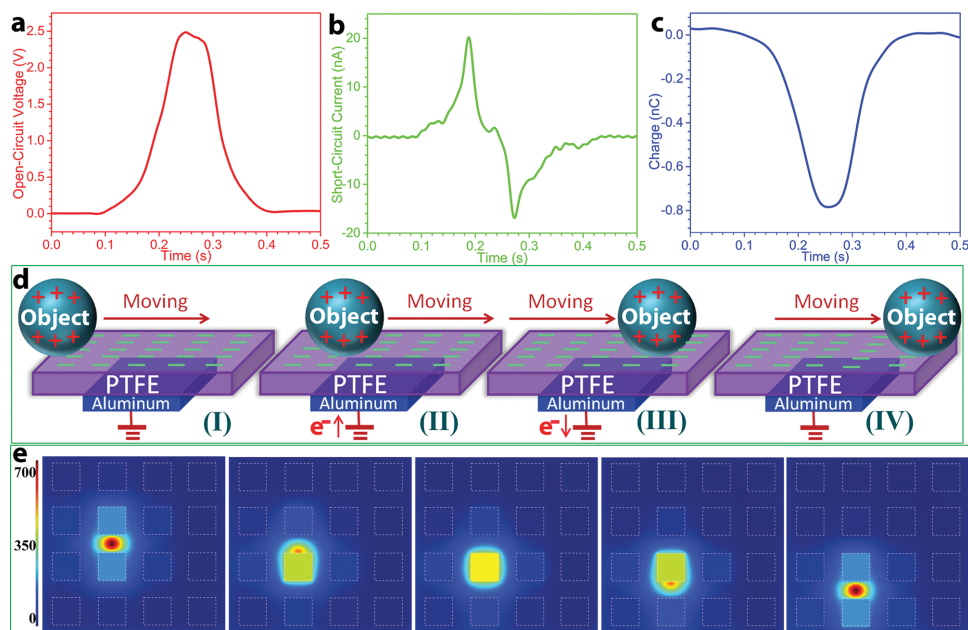 a
Open-Circuit Voltage (V)
2.5
2.0
1.5
1.0
0.5
0.0
0.0 0.1 0.2 0.3 0.4 0.5
Time (s)
b
Short-Circuit Current (nA)
20
10
0
-10
-20
0.0 0.1 0.2 0.3 0.4 0.5
Time (s)
c
Charge (nC)
0.0
-0.2
-0.4
-0.6
-0.8
0.0 0.1 0.2 0.3 0.4 0.5
Time (s)
d
Object
Moving
PTFE
Aluminum
(I)
Object
Moving
PTFE
Aluminum
e-
(II)
Moving
Object
PTFE
Aluminum
e-
(III)
Moving
Object
PTFE
Aluminum
(IV)
e
700
350
0